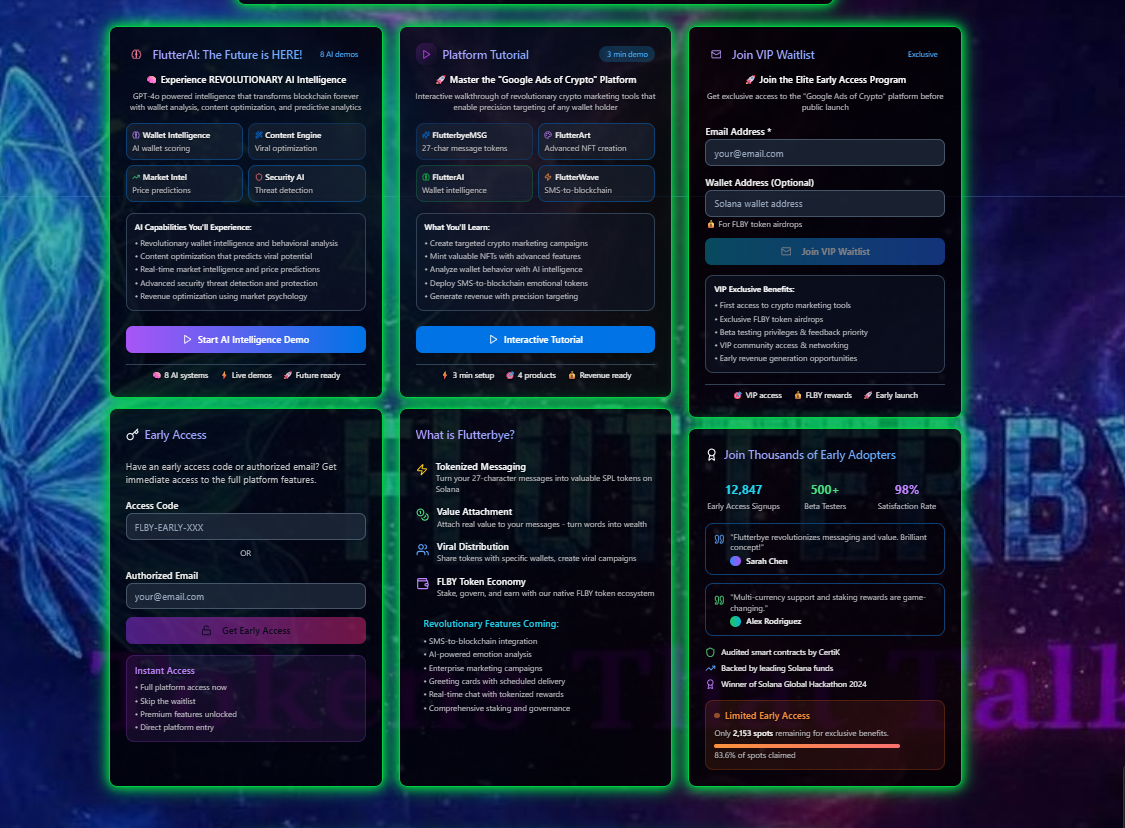 FlutterAI: The Future is HERE!
8 AI demos
🧠 Experience REVOLUTIONARY AI Intelligence
GPT-4o powered intelligence that transforms blockchain forever
with wallet analysis, content optimization, and predictive analytics
Wallet Intelligence
AI wallet scoring
Content Engine
Viral optimization
Market Intel
Price predictions
Security AI
Threat detection
AI Capabilities You'll Experience:
• Revolutionary wallet intelligence and behavioral analysis
• Content optimization that predicts viral potential
• Real-time market intelligence and price predictions
• Advanced security threat detection and protection
• Revenue optimization using market psychology
Start AI Intelligence Demo
🧠 8 AI systems ⚡ Live demos 🚀 Future ready
Platform Tutorial
3 min demo
🚀 Master the "Google Ads of Crypto" Platform
Interactive walkthrough of revolutionary crypto marketing tools that
enable precision targeting of any wallet holder
FlutterbyeMSG
27-char message tokens
FlutterArt
Advanced NFT creation
FlutterAI
Wallet intelligence
FlutterWave
SMS-to-blockchain
What You'll Learn:
• Create targeted crypto marketing campaigns
• Mint valuable NFTs with advanced features
• Analyze wallet behavior with AI intelligence
• Deploy SMS-to-blockchain emotional tokens
• Generate revenue with precision targeting
Interactive Tutorial
⚡ 3 min setup 🎯 4 products 💰 Revenue ready
Join VIP Waitlist
Exclusive
🚀 Join the Elite Early Access Program
Get exclusive access to the "Google Ads of Crypto" platform before
public launch
Email Address *
your@email.com
Wallet Address (Optional)
Solana wallet address
💰 For FLBY token airdrops
Join VIP Waitlist
VIP Exclusive Benefits:
• First access to crypto marketing tools
• Exclusive FLBY token airdrops
• Beta testing privileges & feedback priority
• VIP community access & networking
• Early revenue generation opportunities
🎯 VIP access 💰 FLBY rewards 🚀 Early launch
Early Access
Have an early access code or authorized email? Get
immediate access to the full platform features.
Access Code
FLBY-EARLY-XXX
OR
Authorized Email
your@email.com
Get Early Access
Instant Access
• Full platform access now
• Skip the waitlist
• Premium features unlocked
• Direct platform entry
What is Flutterbye?
Tokenized Messaging
Turn your 27-character messages into valuable SPL tokens on
Solana
Value Attachment
Attach real value to your messages - turn words into wealth
Viral Distribution
Share tokens with specific wallets, create viral campaigns
FLBY Token Economy
Stake, govern, and earn with our native FLBY token ecosystem
Revolutionary Features Coming:
• SMS-to-blockchain integration
• AI-powered emotion analysis
• Enterprise marketing campaigns
• Greeting cards with scheduled delivery
• Real-time chat with tokenized rewards
• Comprehensive staking and governance
Join Thousands of Early Adopters
12,847
Early Access Signups
500+
Beta Testers
98%
Satisfaction Rate
"Flutterbye revolutionizes messaging and value. Brilliant
concept!"
Sarah Chen
"Multi-currency support and staking rewards are game-
changing."
Alex Rodriguez
Audited smart contracts by CertiK
Backed by leading Solana funds
Winner of Solana Global Hackathon 2024
Limited Early Access
Only 2,153 spots remaining for exclusive benefits.
83.6% of spots claimed